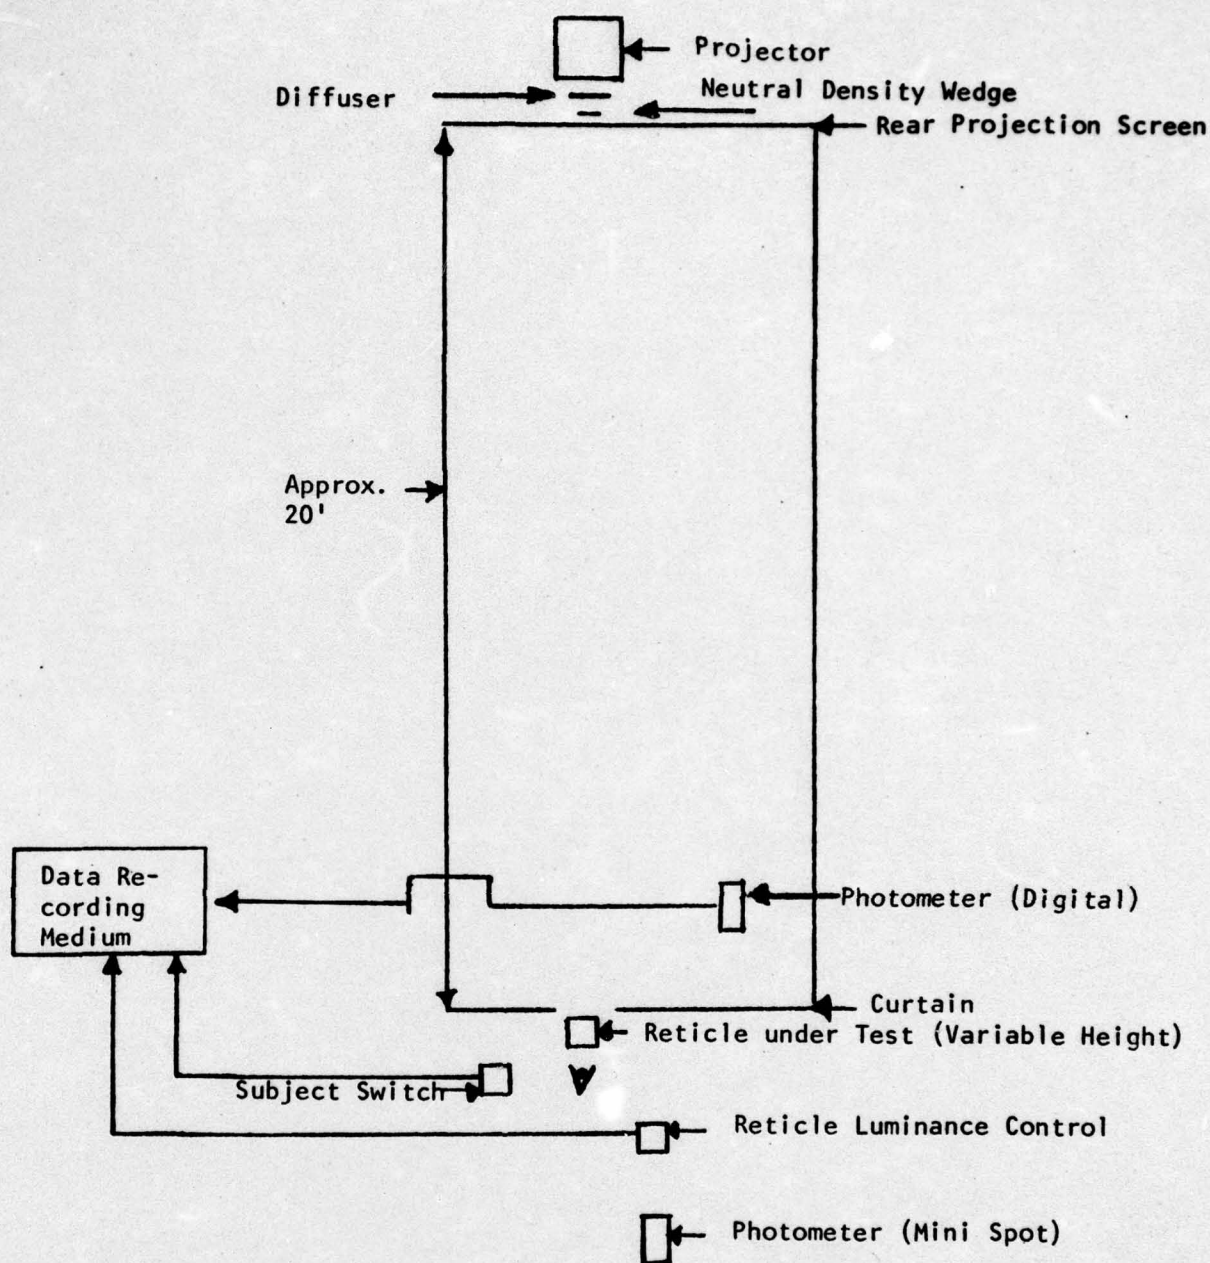 Projector
Diffuser
Neutral Density Wedge
Rear Projection Screen
Approx.
20'
Data Re-
cording
Medium
Photometer (Digital)
Curtain
Reticle under Test (Variable Height)
Subject Switch
Reticle Luminance Control
Photometer (Mini Spot)